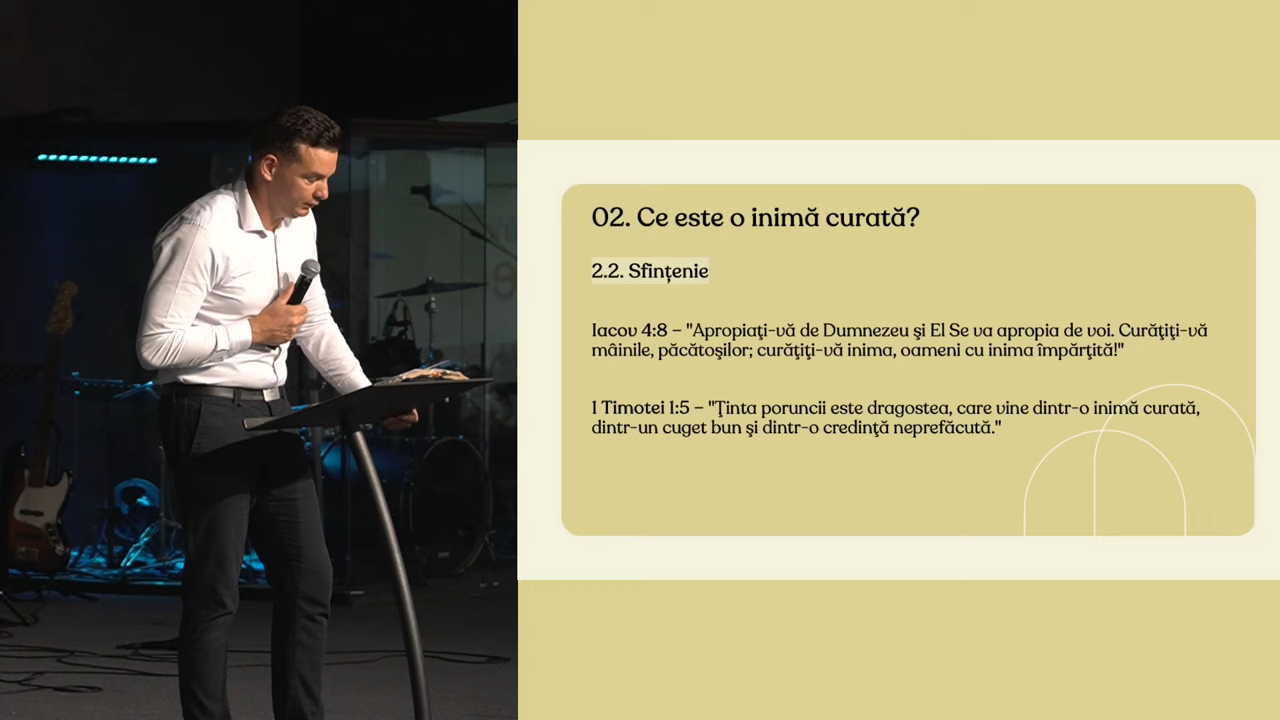 02. Ce este o inimă curată?
2.2. Sfințenie
Iacov 4:8 – "Apropiaţi-vă de Dumnezeu şi El Se va apropia de voi. Curăţiţi-vă
mâinile, păcătoşilor; curăţiţi-vă inima, oameni cu inima împărţită!"
1 Timotei 1:5 – "Ţinta poruncii este dragostea, care vine dintr-o inimă curată,
dintr-un cuget bun şi dintr-o credinţă neprefăcută."